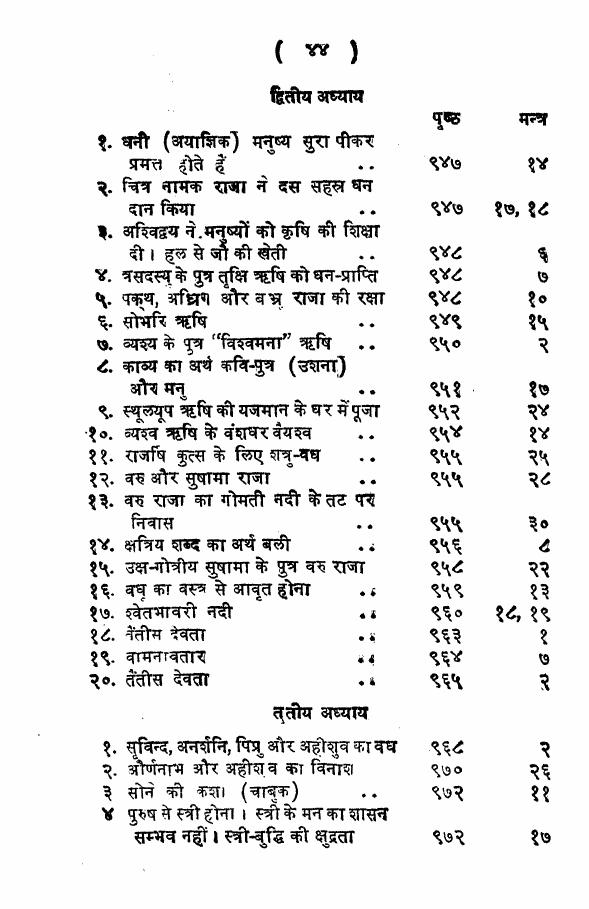 ( ४४ )
द्वितीय अध्याय
पृष्ठ मन्त्र
१. धनी (अयाज्ञिक) मनुष्य सुरा पीकर
प्रमत्त होते हैं .. ९४७ १४
२. चित्र नामक राजा ने दस सहस्र धन
दान किया .. ९४७ १७, १८
३. अश्विद्वय ने मनुष्यों को कृषि की शिक्षा
दी। हल से जौ की खेती .. ९४८ ६
४. त्रसदस्यु के पुत्र तृक्षि ऋषि को धन-प्राप्ति ९४८ ७
५. पक्थ, अध्रिग और बभ्रु राजा की रक्षा ९४८ १०
६. सोभरि ऋषि .. ९४९ १५
७. व्यश्य के पुत्र "विश्वमना" ऋषि .. ९५० २
८. काव्य का अर्थ कवि-पुत्र (उशना)
और मनु .. ९५१ १७
९. स्थूलयूप ऋषि की यजमान के घर में पूजा ९५२ २४
१०. व्यश्व ऋषि के वंशधर वैयश्व .. ९५४ १४
११. राजर्षि कुत्स के लिए शत्रु-वध .. ९५५ २५
१२. वरु और सुषामा राजा .. ९५५ २८
१३. वरु राजा का गोमती नदी के तट पर
निवास .. ९५५ ३०
१४. क्षत्रिय शब्द का अर्थ बली .. ९५६ ८
१५. उक्ष-गोत्रीय सुषामा के पुत्र वरु राजा ९५८ २२
१६. वधू का वस्त्र से आवृत होना .. ९५९ १३
१७. श्वेतभावरी नदी .. ९६० १८, १९
१८. तैंतीस देवता .. ९६३ १
१९. वामनावतार .. ९६४ ७
२०. तैंतीस देवता .. ९६५ २
तृतीय अध्याय
१. सृविन्द, अनर्शनि, पिप्रु और अहीशुव का वध ९६८ २
२. और्णनाभ और अहीशुव का विनाश ९७० २६
३ सोने की कशा (चाबुक) .. ९७२ ११
४ पुरुष से स्त्री होना। स्त्री के मन का शासन
सम्भव नहीं। स्त्री-बुद्धि की क्षुद्रता ९७२ १७